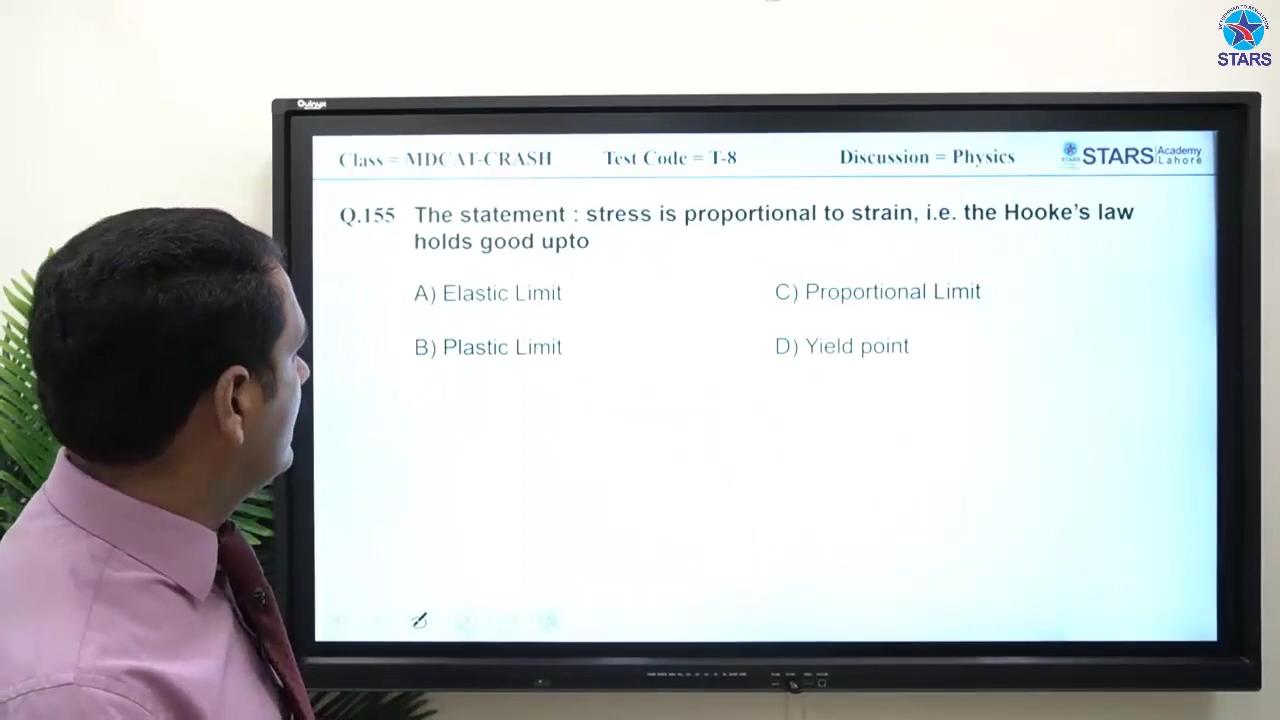 STARS
Class = MDCAT-CRASH Test Code = T-8 Discussion = Physics STARS Academy Lahore
Q.155 The statement : stress is proportional to strain, i.e. the Hooke's law
holds good upto
A) Elastic Limit C) Proportional Limit
B) Plastic Limit D) Yield point